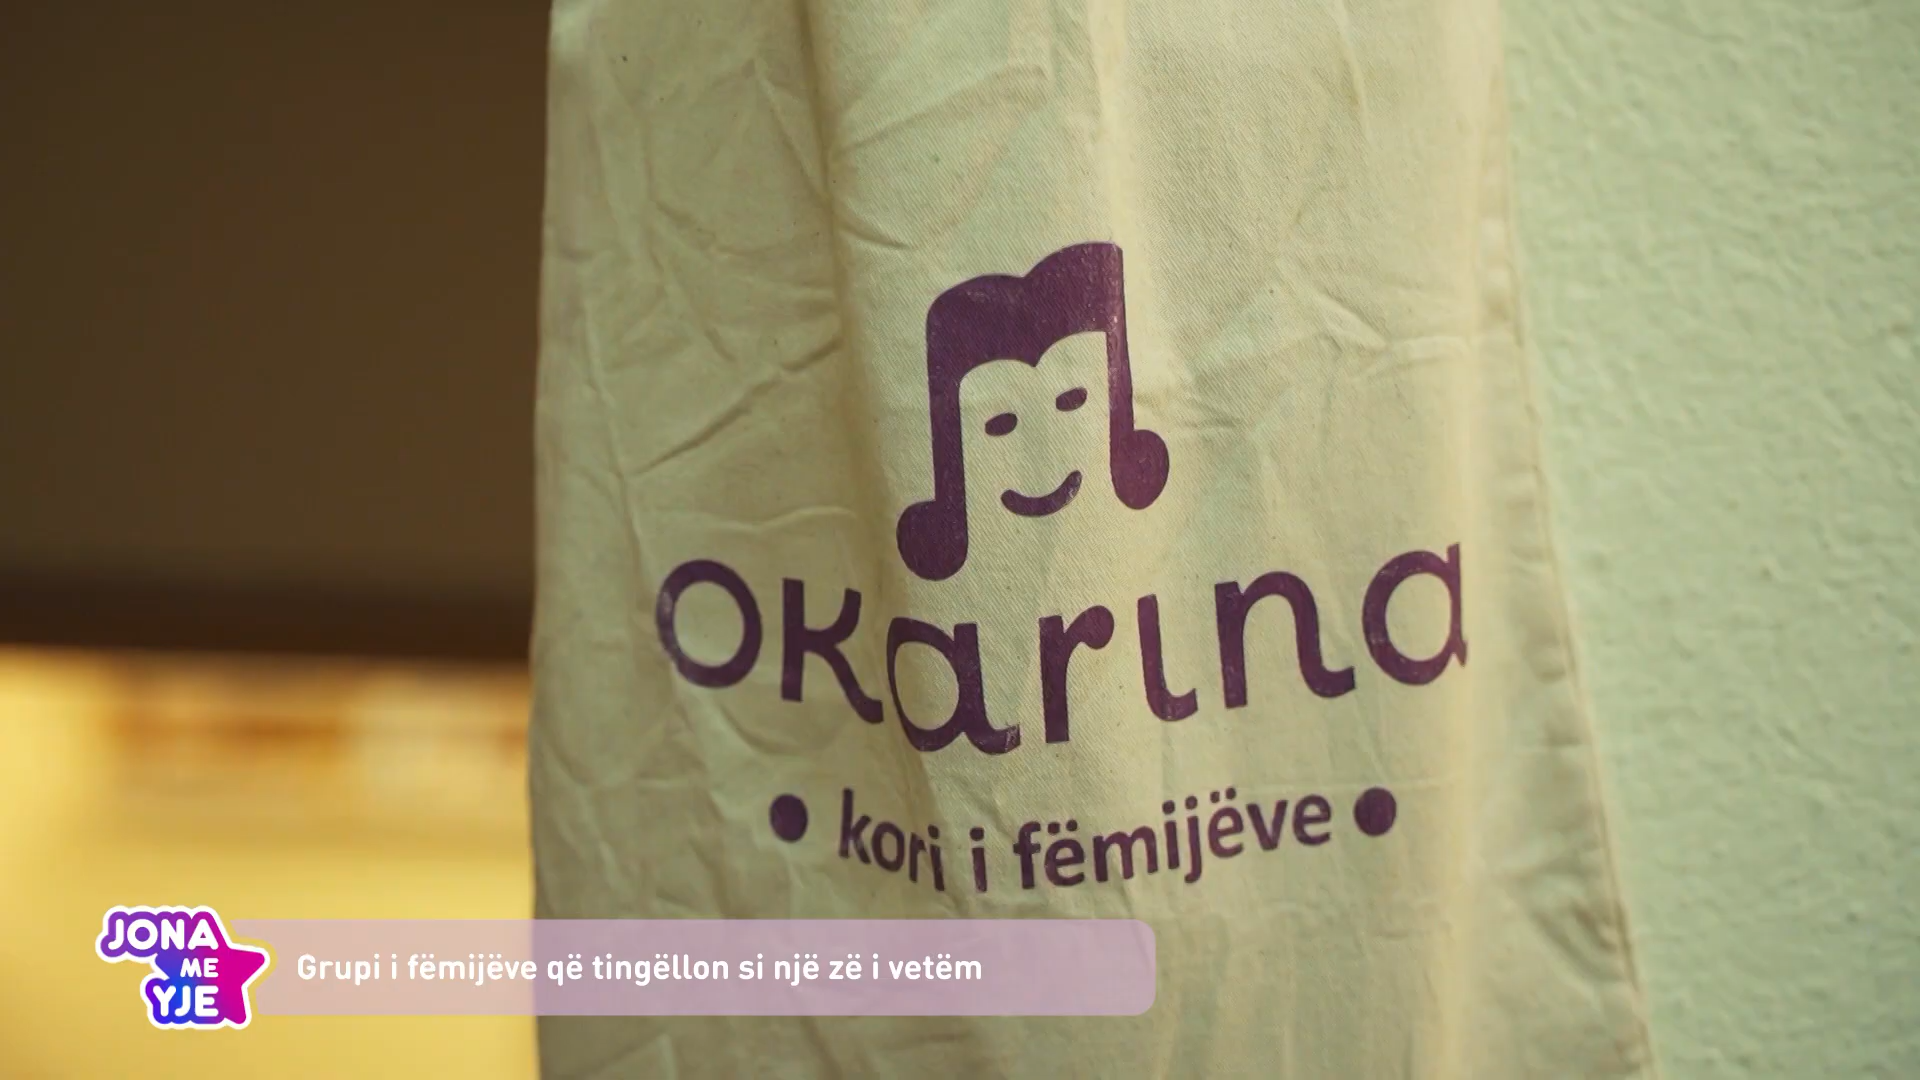 okarina
• kori i fëmijëve •
JONA
ME
YJE
Grupi i fëmijëve që tingëllon si një zë i vetëm